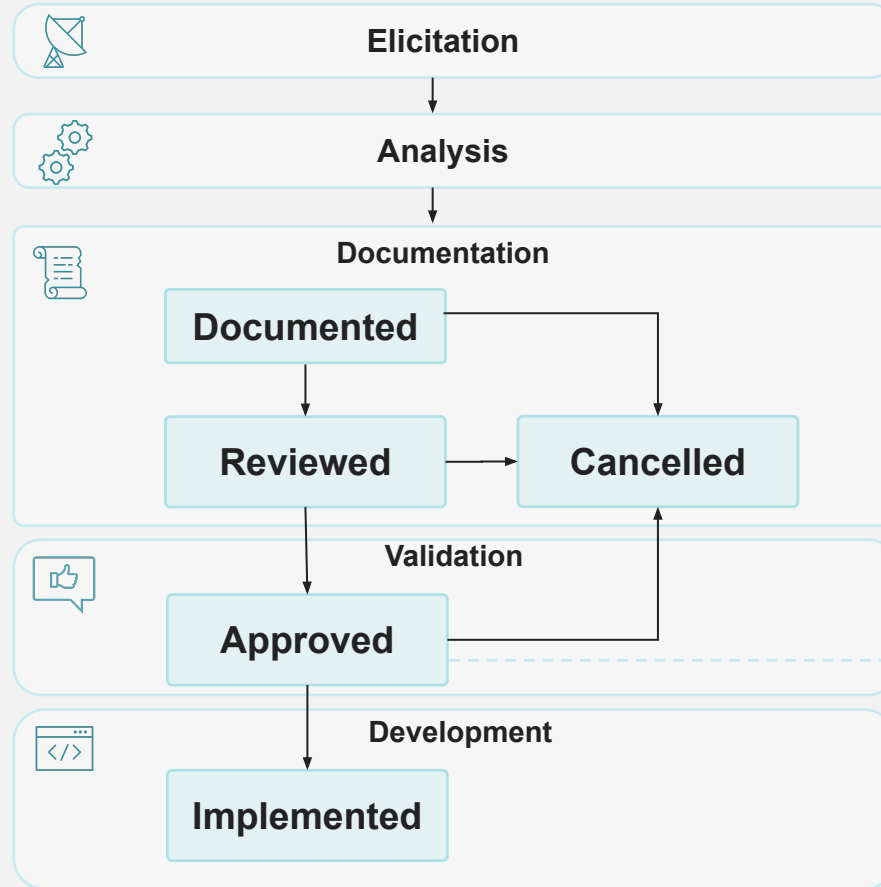 Elicitation
Analysis
Documentation
Documented
Reviewed
Cancelled
Validation
Approved
Development
</>
Implemented